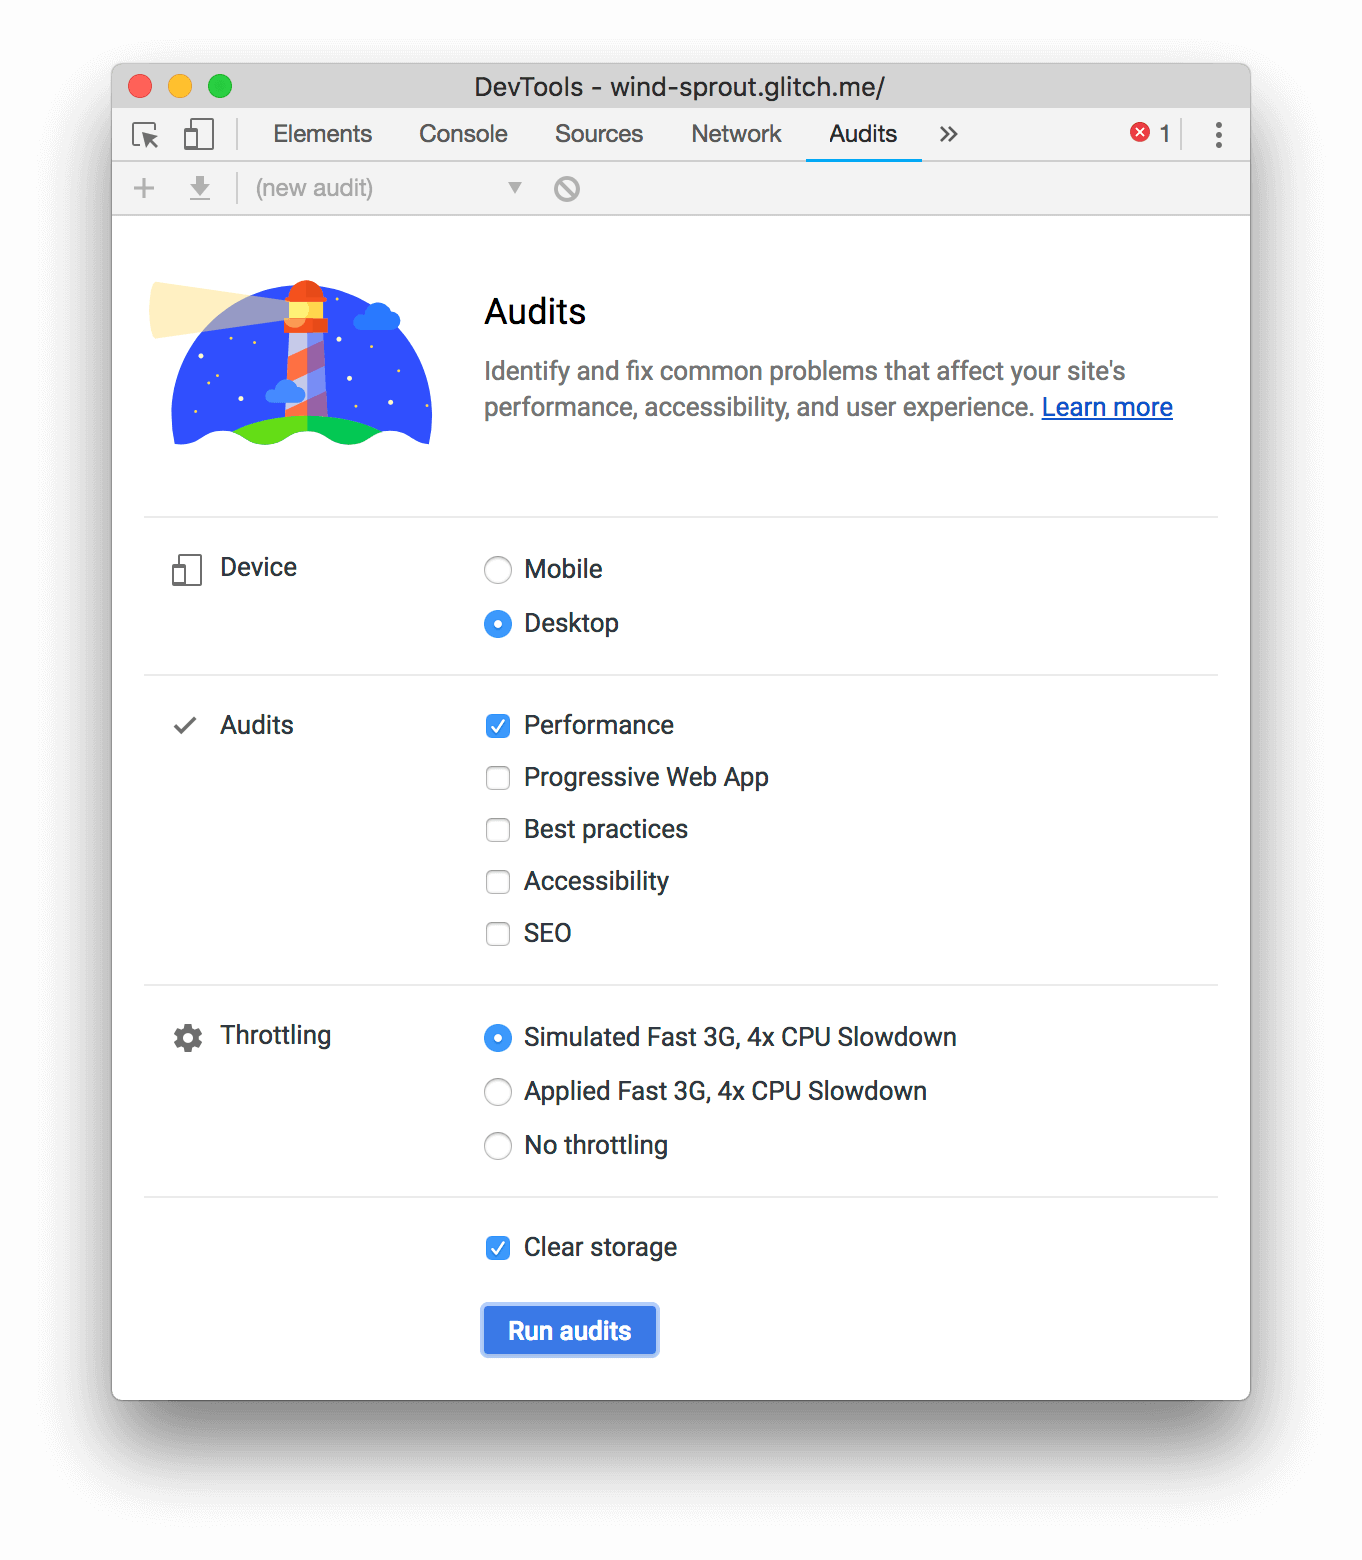 DevTools - wind-sprout.glitch.me/
Elements Console Sources Network Audits » 1
(new audit)
Audits
Identify and fix common problems that affect your site's
performance, accessibility, and user experience. Learn more
Device
Mobile
Desktop
Audits
Performance
Progressive Web App
Best practices
Accessibility
SEO
Throttling
Simulated Fast 3G, 4x CPU Slowdown
Applied Fast 3G, 4x CPU Slowdown
No throttling
Clear storage
Run audits